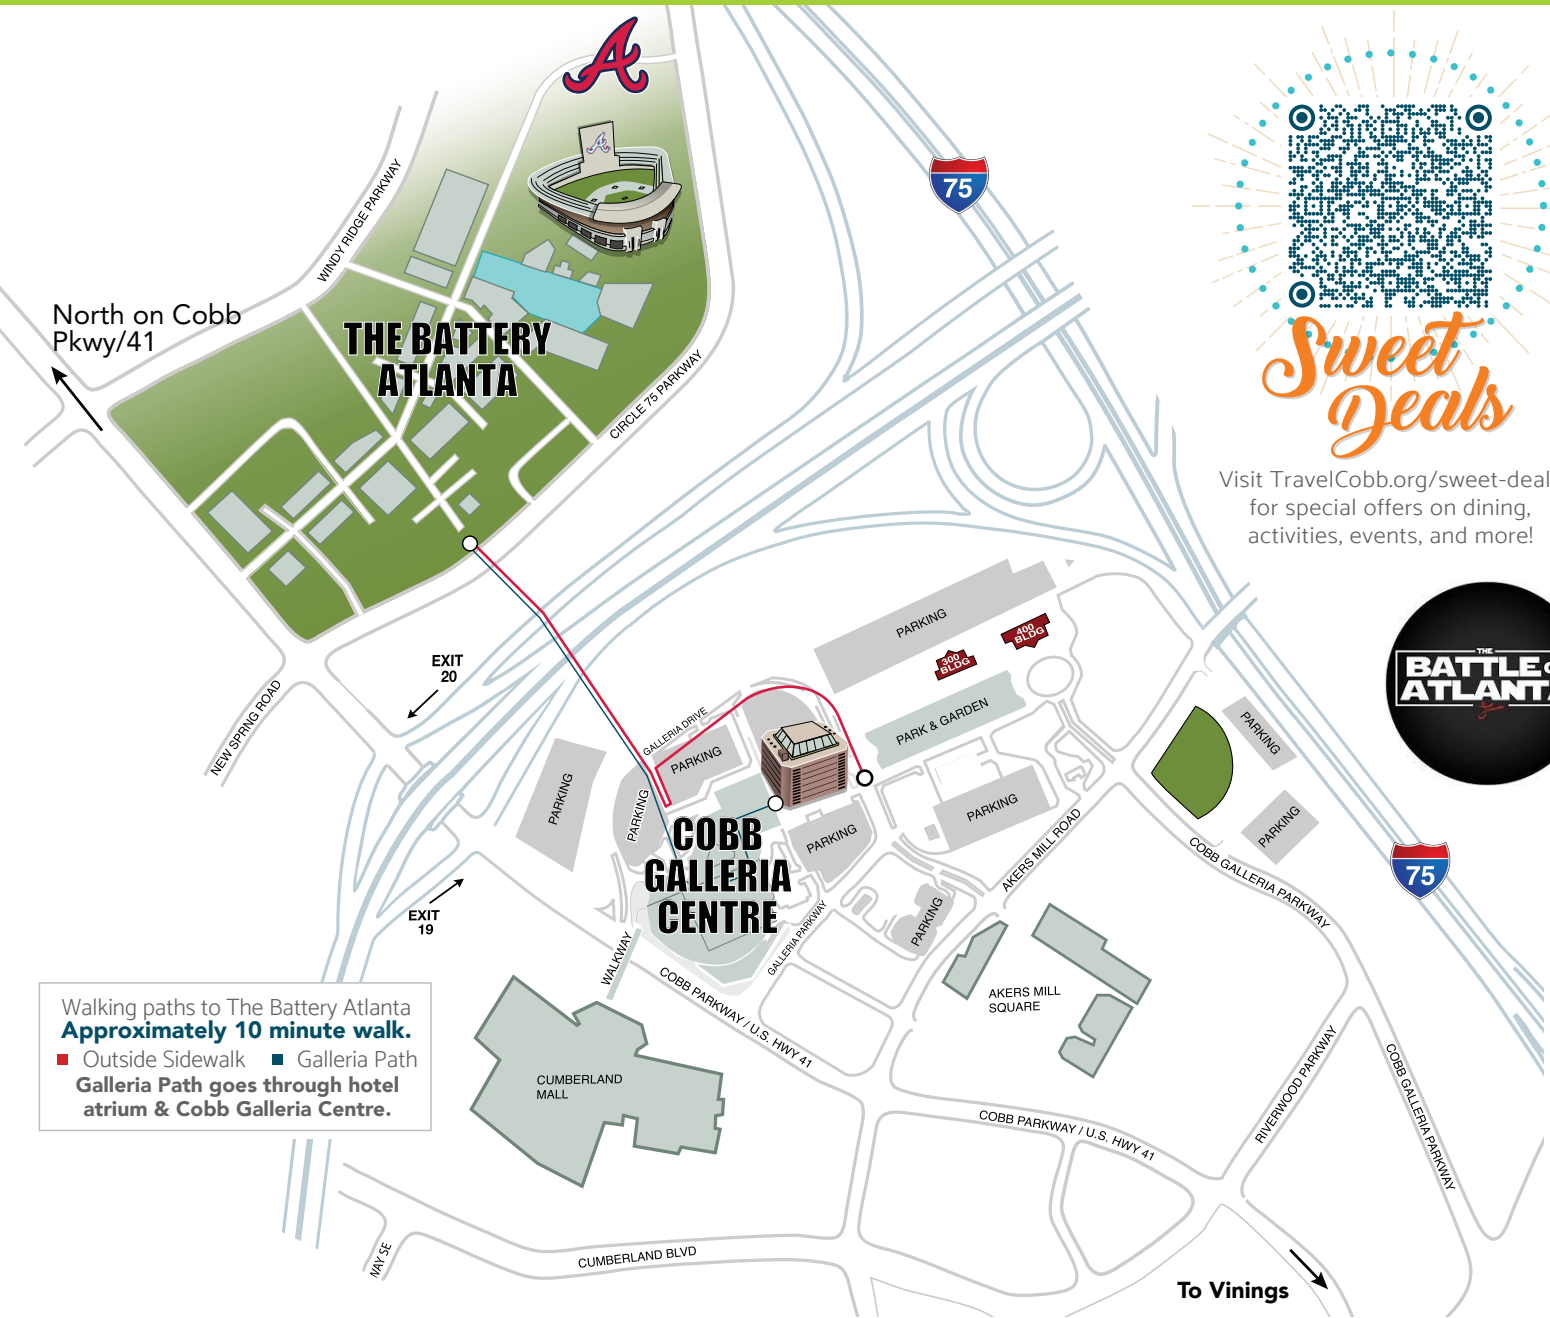 A
A
75
WINDY RIDGE PARKWAY
North on Cobb
Pkwy/41
THE BATTERY
ATLANTA
CIRCLE 75 PARKWAY
Sweet
Deals
Visit TravelCobb.org/sweet-deal
for special offers on dining,
activities, events, and more!
THE
BATTLE
ATLANTA
EXIT
20
NEW SPRNG ROAD
PARKING
400
BLDG
300
BLDG
PARK & GARDEN
GALLERIA DRIVE
PARKING
PARKING
PARKING
PARKING
PARKING
PARKING
PARKING
PARKING
PARKING
COBB
GALLERIA
CENTRE
AKERS MILL ROAD
COBB GALLERIA PARKWAY
75
EXIT
19
WALKWAY
GALLERIA PARKWAY
COBB PARKWAY / U.S. HWY 41
AKERS MILL
SQUARE
Walking paths to The Battery Atlanta
Approximately 10 minute walk.
Outside Sidewalk Galleria Path
Galleria Path goes through hotel
atrium & Cobb Galleria Centre.
CUMBERLAND
MALL
COBB PARKWAY / U.S. HWY 41
RIVERWOOD PARKWAY
COBB GALLERIA PARKWAY
NAY SE
CUMBERLAND BLVD
To Vinings